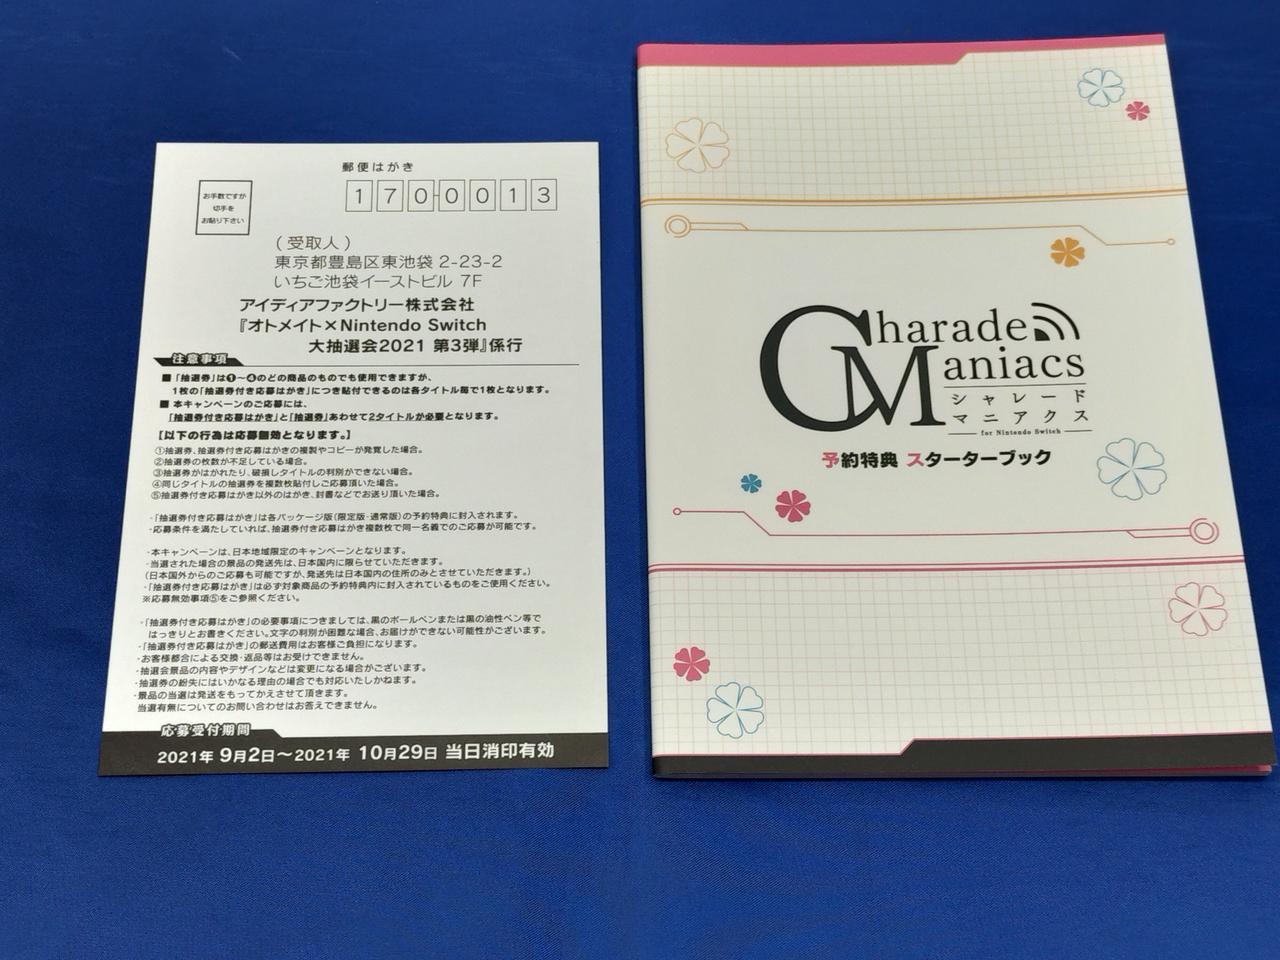 郵便はがき
お手数ですが
切手を
お貼り下さい
170-0013
(受取人)
東京都豊島区東池袋 2-23-2
いちご池袋イーストビル 7F
アイディアファクトリー株式会社
『オトメイト×Nintendo Switch
大抽選会2021 第3弾』係行
注意事項
■「抽選券」は❶～❹のどの商品のものでも使用できますが、
1枚の「抽選券付き応募はがき」につき貼付できるのは各タイトル毎で1枚となります。
■ 本キャンペーンのご応募には、
「抽選券付き応募はがき」と「抽選券」あわせて2タイトルが必要となります。
【以下の行為は応募無効となります。】
①抽選券、抽選券付き応募はがきの複製やコピーが発覚した場合。
②抽選券の枚数が不足している場合。
③抽選券がはがれたり、破損しタイトルの判別ができない場合。
④同じタイトルの抽選券を複数枚貼付しご応募頂いた場合。
⑤抽選券付き応募はがき以外のはがき、封書などでお送り頂いた場合。
・「抽選券付き応募はがき」は各パッケージ版(限定版・通常版)の予約特典に封入されます。
・応募条件を満たしていれば、抽選券付き応募はがき複数枚で同一名義でのご応募が可能です。
・本キャンペーンは、日本地域限定のキャンペーンとなります。
・当選された場合の景品の発送先は、日本国内に限らせていただきます。
(日本国外からのご応募も可能ですが、発送先は日本国内の住所のみとさせていただきます。)
・「抽選券付き応募はがき」は必ず対象商品の予約特典内に封入されているものをご使用ください。
※応募無効事項⑤をご参照ください。
・「抽選券付き応募はがき」の必要事項につきましては、黒のボールペンまたは黒の油性ペン等で
はっきりとお書きください。文字の判別が困難な場合、お届けができない可能性がございます。
・「抽選券付き応募はがき」の郵送費用はお客様ご負担になります。
・お客様都合による交換・返品等はお受けできません。
・抽選会景品の内容やデザインなどは変更になる場合がございます。
・抽選券の紛失にはいかなる理由の場合でも対応いたしかねます。
・景品の当選は発送をもってかえさせて頂きます。
当選有無についてのお問い合わせはお答えできません。
応募受付期間
2021年 9月2日～2021年 10月29日 当日消印有効
Charade
Maniacs
シャレード
マニアクス
for Nintendo Switch
予約特典 スターターブック